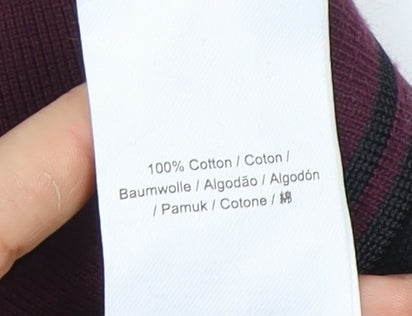 100% Cotton / Coton /
Baumwolle / Algodão / Algodón
/ Pamuk / Cotone / 綿